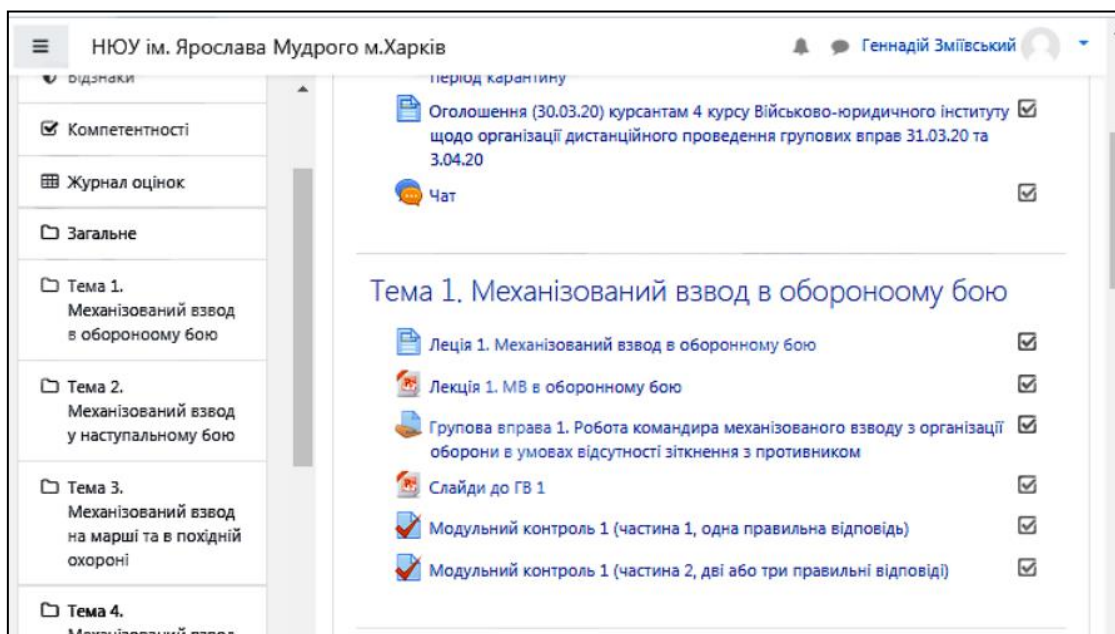 НЮУ ім. Ярослава Мудрого м.Харків
Геннадій Зміївський
Відзнаки
Компетентності
Журнал оцінок
Загальне
Тема 1.
Механізований взвод
в обороноому бою
Тема 2.
Механізований взвод
у наступальному бою
Тема 3.
Механізований взвод
на марші та в похідній
охороні
Тема 4.
Механізований взвод
період карантину
Оголошення (30.03.20) курсантам 4 курсу Військово-юридичного інституту
щодо організації дистанційного проведення групових вправ 31.03.20 та
3.04.20
Чат
Тема 1. Механізований взвод в обороноому бою
Леція 1. Механізований взвод в оборонному бою
Лекція 1. МВ в оборонному бою
Групова вправа 1. Робота командира механізованого взводу з організації
оборони в умовах відсутності зіткнення з противником
Слайди до ГВ 1
Модульний контроль 1 (частина 1, одна правильна відповідь)
Модульний контроль 1 (частина 2, дві або три правильні відповіді)